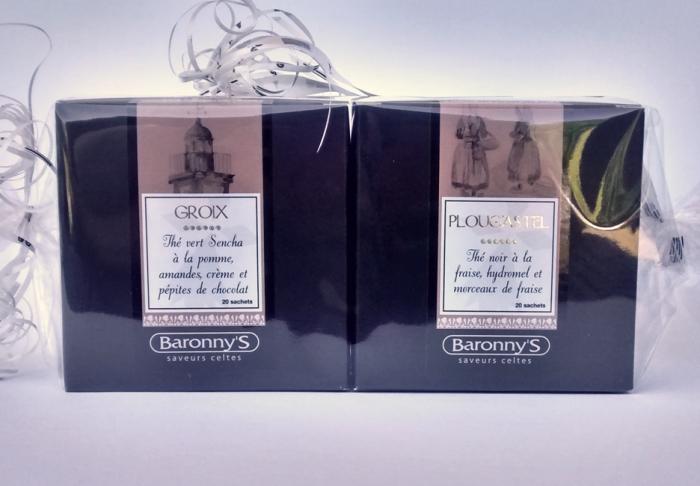 GROIX
Thé vert Sencha
à la pomme,
amandes, crème et
pépites de chocolat
20 sachets
Baronny'S
saveurs celtes
PLOUGASTEL
Thé noir à la
fraise, hydromel et
morceaux de fraise
20 sachets
Baronny'S
saveurs celtes